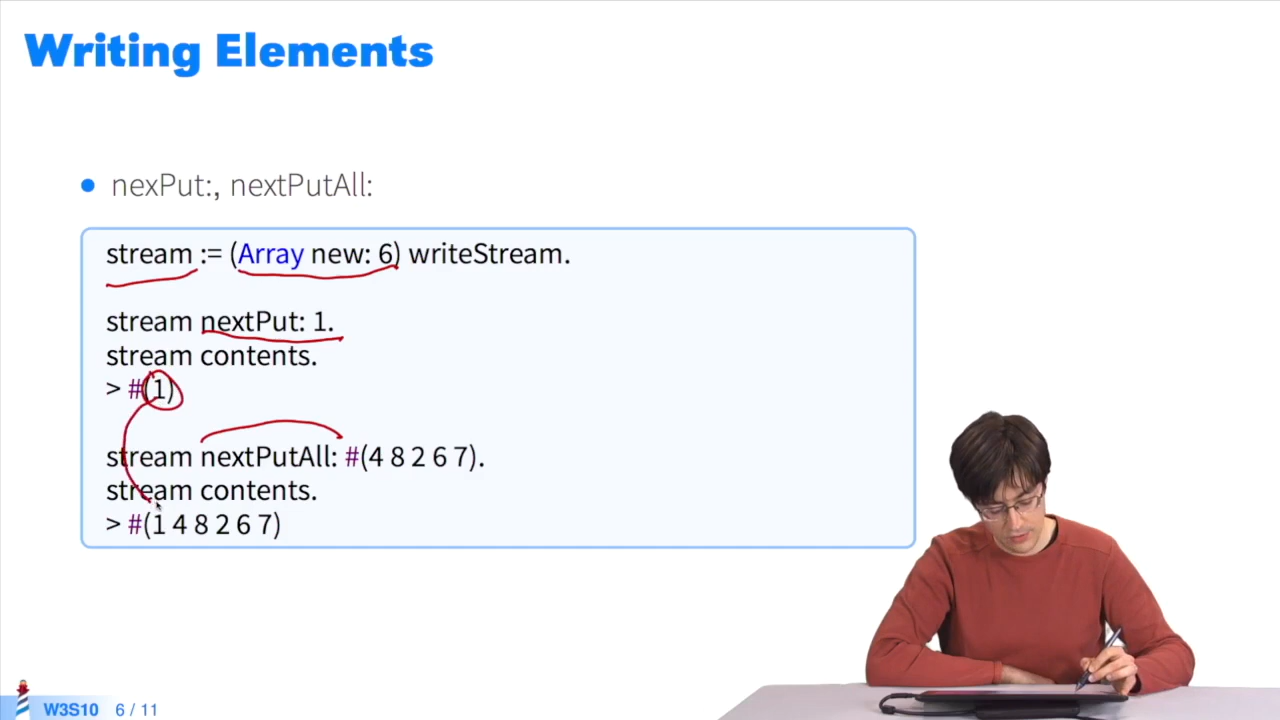 Writing Elements
nexPut:, nextPutAll:
stream := (Array new: 6) writeStream.
stream nextPut: 1.
stream contents.
> #(1)
stream nextPutAll: #(4 8 2 6 7).
stream contents.
> #(1 4 8 2 6 7)
W3S10 6 / 11